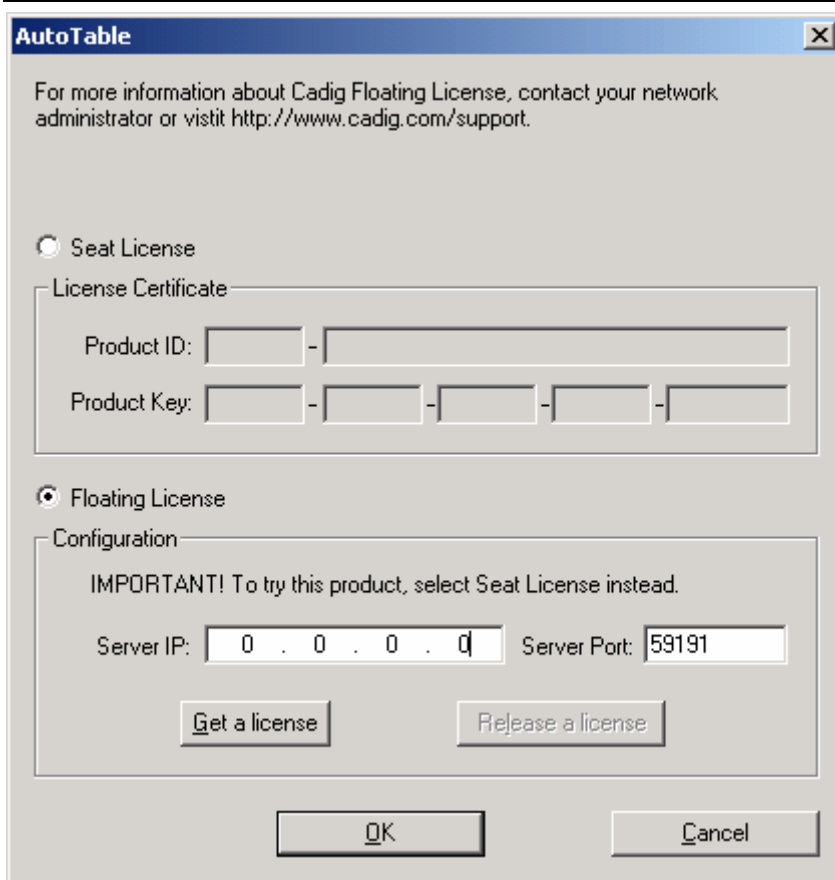 AutoTable
For more information about Cadig Floating License, contact your network
administrator or vistit http://www.cadig.com/support.
Seat License
License Certificate
Product ID: -
Product Key: - - - -
Floating License
Configuration
IMPORTANT! To try this product, select Seat License instead.
Server IP: 0 . 0 . 0 . 0 Server Port: 59191
Get a license Release a license
OK Cancel